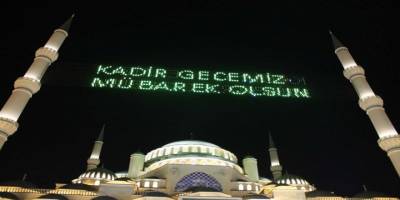 KADİR GECEMİZ
MÜBAREK OLSUN